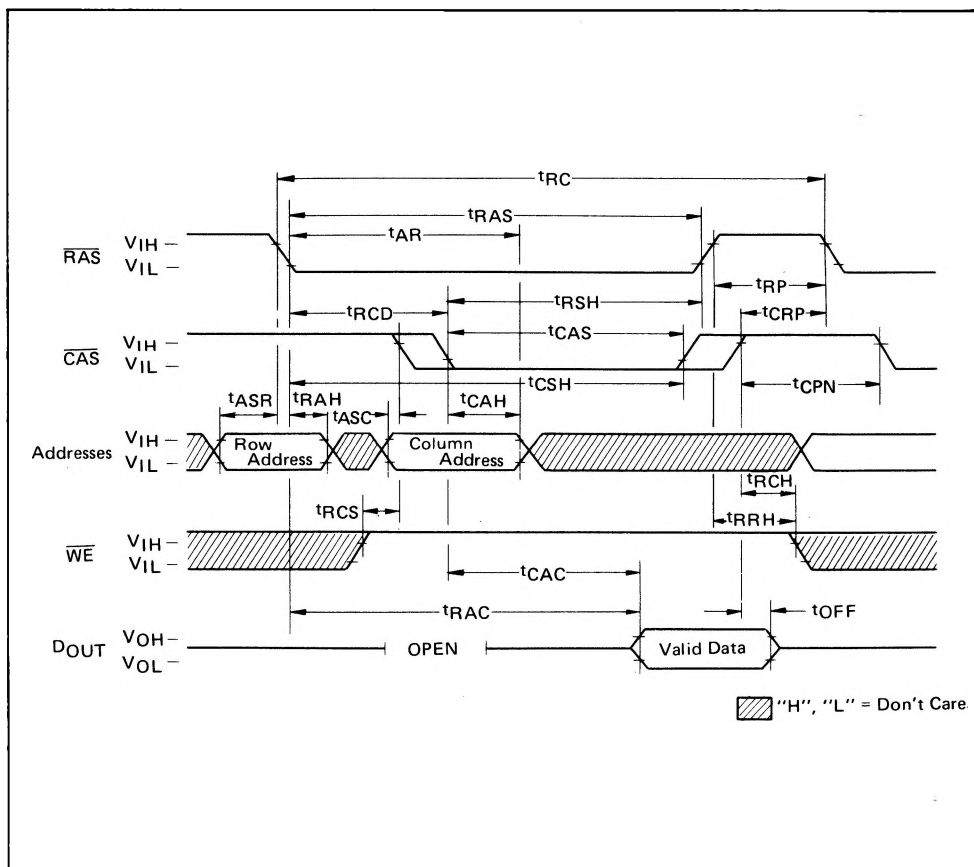 tRC
tRAS
tAR
RAS VIH
VIL
tRP
tRCD tRSH tCRP
tCAS
CAS VIH
VIL
tCSH tCPN
tASR tRAH tASC tCAH
Addresses VIH Row Address Column Address
VIL
tRCH
tRCS tRRH
WE VIH
VIL
tCAC
tRAC tOFF
DOUT VOH OPEN Valid Data
VOL
"H", "L" = Don't Care